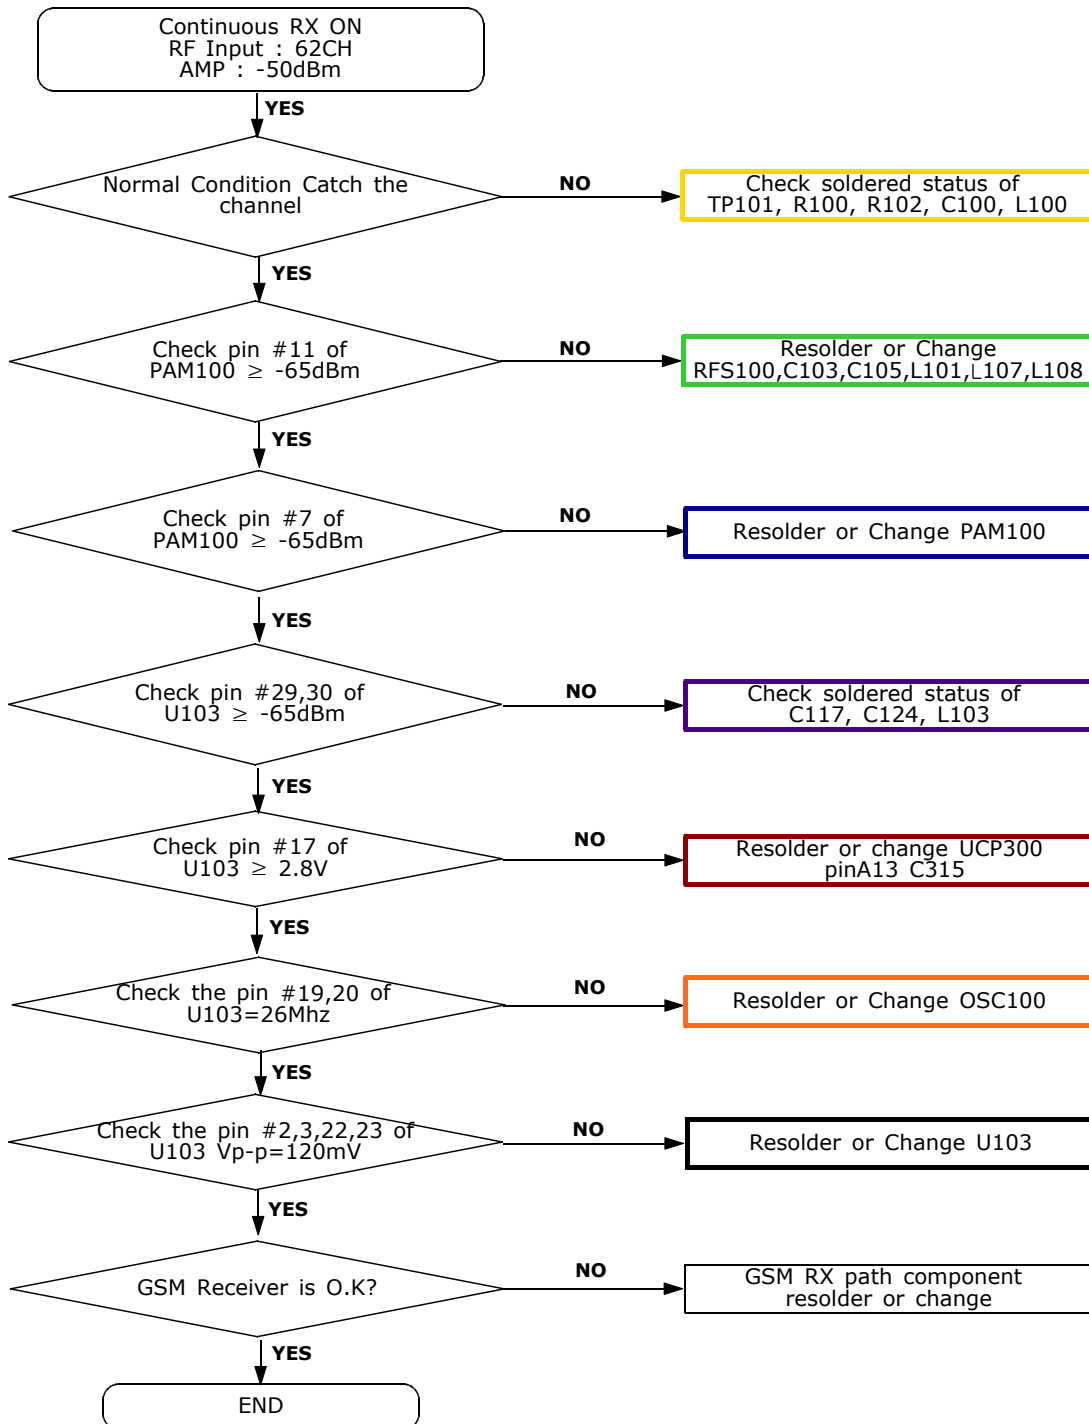 Continuous RX ON
RF Input : 62CH
AMP : -50dBm
YES
Normal Condition Catch the
channel
NO
Check soldered status of
TP101, R100, R102, C100, L100
YES
Check pin #11 of
PAM100 ≥ -65dBm
NO
Resolder or Change
RFS100,C103,C105,L101,L107,L108
YES
Check pin #7 of
PAM100 ≥ -65dBm
NO
Resolder or Change PAM100
YES
Check pin #29,30 of
U103 ≥ -65dBm
NO
Check soldered status of
C117, C124, L103
YES
Check pin #17 of
U103 ≥ 2.8V
NO
Resolder or change UCP300
pinA13 C315
YES
Check the pin #19,20 of
U103=26Mhz
NO
Resolder or Change OSC100
YES
Check the pin #2,3,22,23 of
U103 Vp-p=120mV
NO
Resolder or Change U103
YES
GSM Receiver is O.K?
NO
GSM RX path component
resolder or change
YES
END